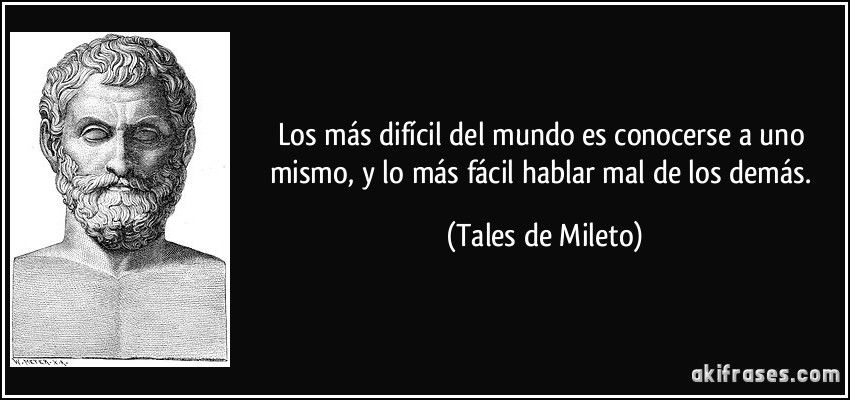 Los más difícil del mundo es conocerse a uno
mismo, y lo más fácil hablar mal de los demás.
(Tales de Mileto)
akifrases.com